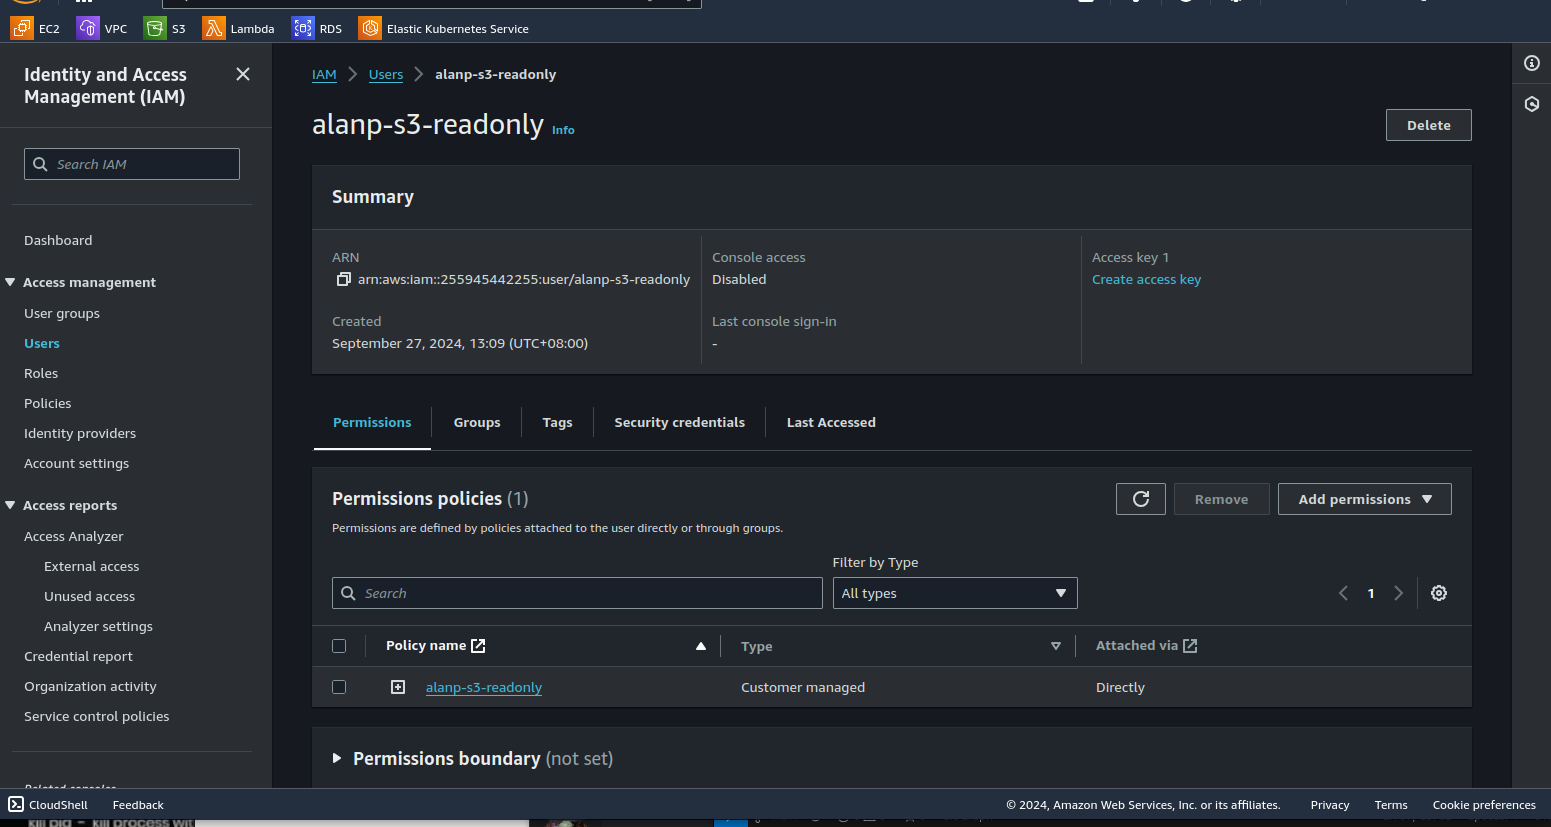 EC2 VPC S3 Lambda RDS Elastic Kubernetes Service
Identity and Access
Management (IAM)
Search IAM
Dashboard
Access management
User groups
Users
Roles
Policies
Identity providers
Account settings
Access reports
Access Analyzer
External access
Unused access
Analyzer settings
Credential report
Organization activity
Service control policies
Related consoles
IAM Users alanp-s3-readonly
alanp-s3-readonly Info
Delete
Summary
ARN
arn:aws:iam::255945442255:user/alanp-s3-readonly
Created
September 27, 2024, 13:09 (UTC+08:00)
Console access
Disabled
Last console sign-in
-
Access key 1
Create access key
Permissions Groups Tags Security credentials Last Accessed
Permissions policies (1)
Remove Add permissions
Permissions are defined by policies attached to the user directly or through groups.
Filter by Type
Search All types 1
Policy name Type Attached via
alanp-s3-readonly Customer managed Directly
Permissions boundary (not set)
CloudShell Feedback © 2024, Amazon Web Services, Inc. or its affiliates. Privacy Terms Cookie preferences